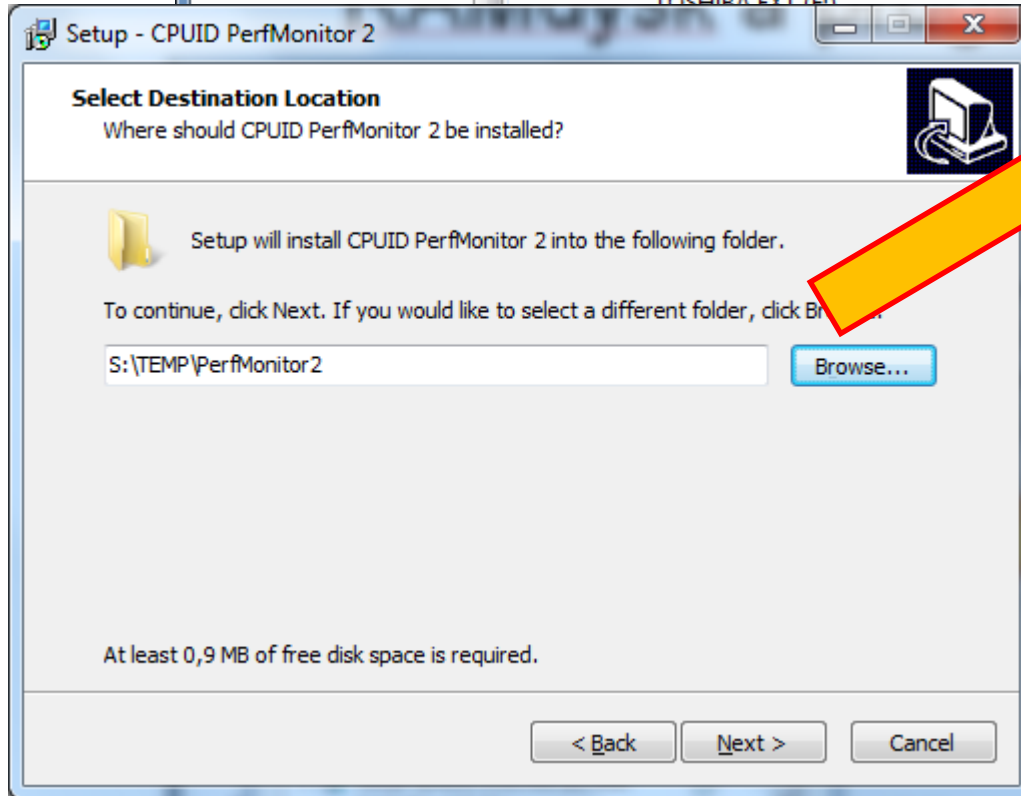 Setup - CPUID PerfMonitor 2
Select Destination Location
Where should CPUID PerfMonitor 2 be installed?
Setup will install CPUID PerfMonitor 2 into the following folder.
To continue, click Next. If you would like to select a different folder, click
S:\TEMP\PerfMonitor2
Browse...
At least 0,9 MB of free disk space is required.
< Back
Next >
Cancel